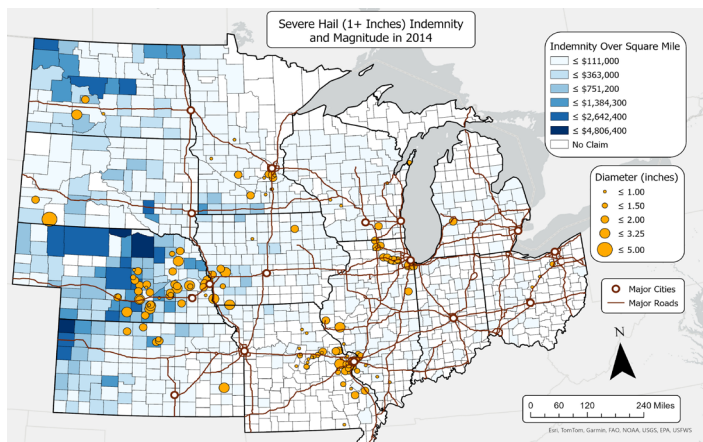 Severe Hail (1+ Inches) Indemnity
and Magnitude in 2014
Indemnity Over Square Mile
≤ $111,000
≤ $363,000
≤ $751,200
≤ $1,384,300
≤ $2,642,400
≤ $4,806,400
No Claim
Diameter (inches)
≤ 1.00
≤ 1.50
≤ 2.00
≤ 3.25
≤ 5.00
Major Cities
Major Roads
N
0 60 120 240 Miles
Esri, TomTom, Garmin, FAO, NOAA, USGS, EPA, USFWS